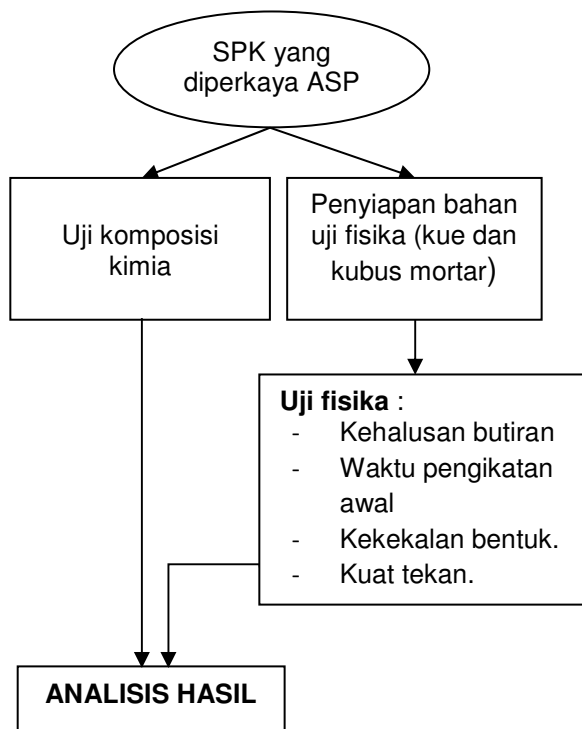 SPK yang
diperkaya ASP
Uji komposisi
kimia
Penyiapan bahan
uji fisika (kue dan
kubus mortar)
Uji fisika :
- Kehalusan butiran
- Waktu pengikatan
awal
- Kekekalan bentuk.
- Kuat tekan.
ANALISIS HASIL